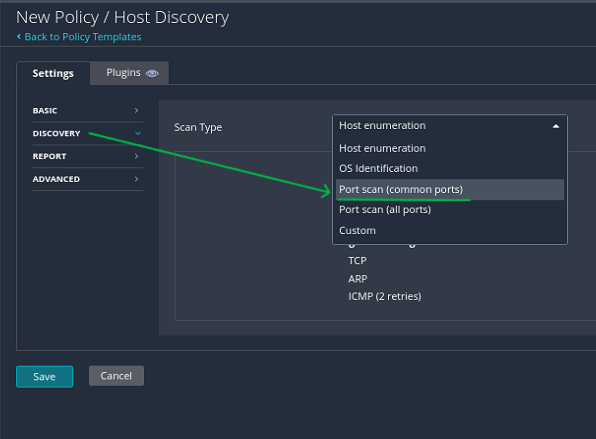 New Policy / Host Discovery
Back to Policy Templates
Settings
Plugins
BASIC
DISCOVERY
REPORT
ADVANCED
Scan Type
Host enumeration
Host enumeration
OS Identification
Port scan (common ports)
Port scan (all ports)
Custom
TCP
ARP
ICMP (2 retries)
Save
Cancel